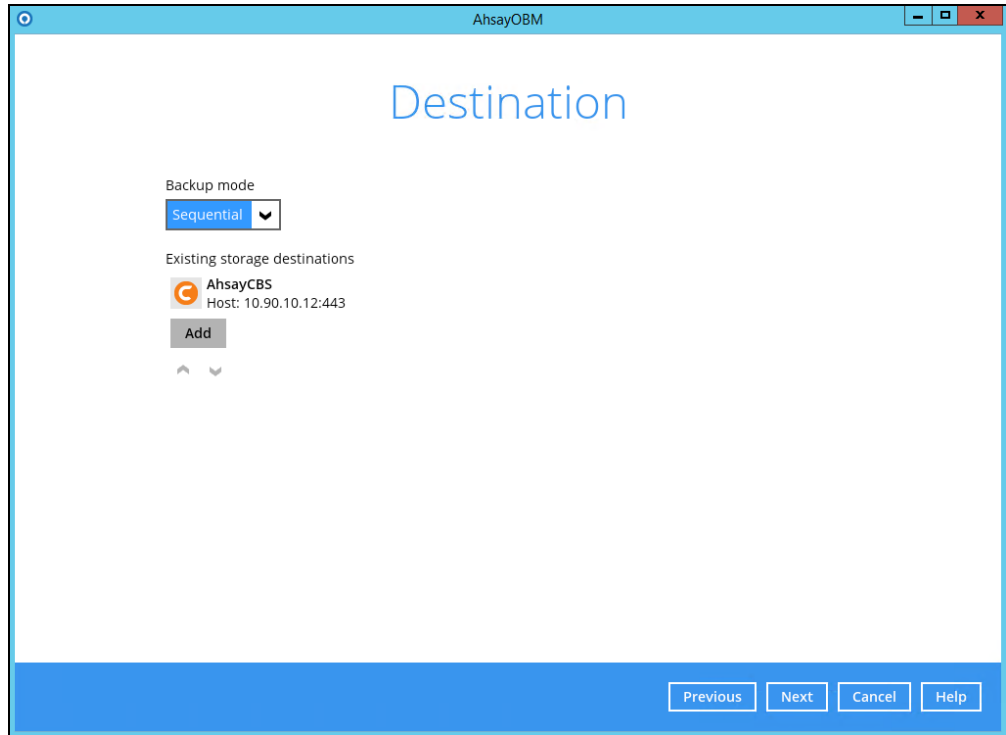 AhsayOBM
Destination
Backup mode
Sequential
Existing storage destinations
AhsayCBS
Host: 10.90.10.12:443
Add
Previous Next Cancel Help